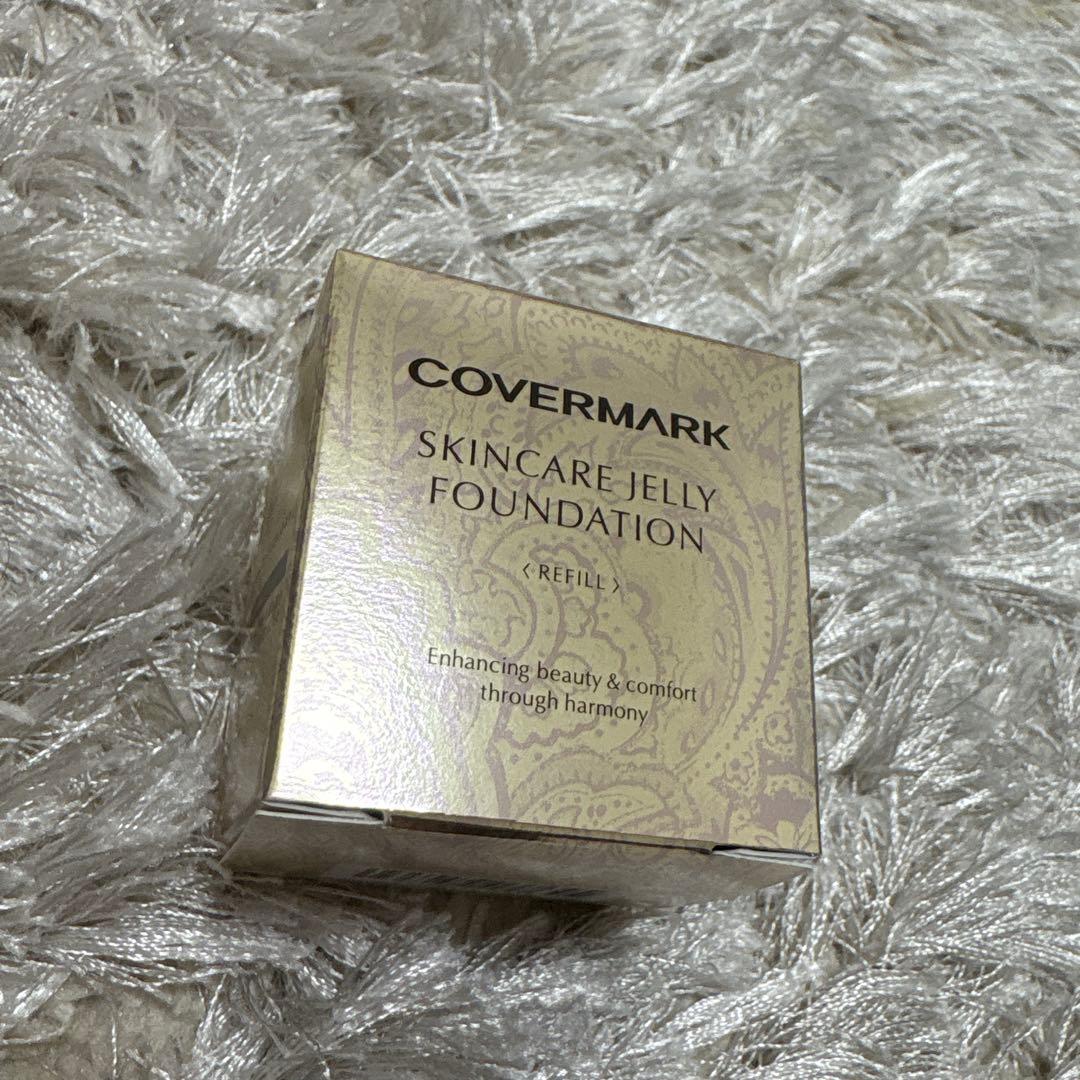 COVERMARK
SKINCARE JELLY
FOUNDATION
〈 REFILL 〉
Enhancing beauty & comfort
through harmony